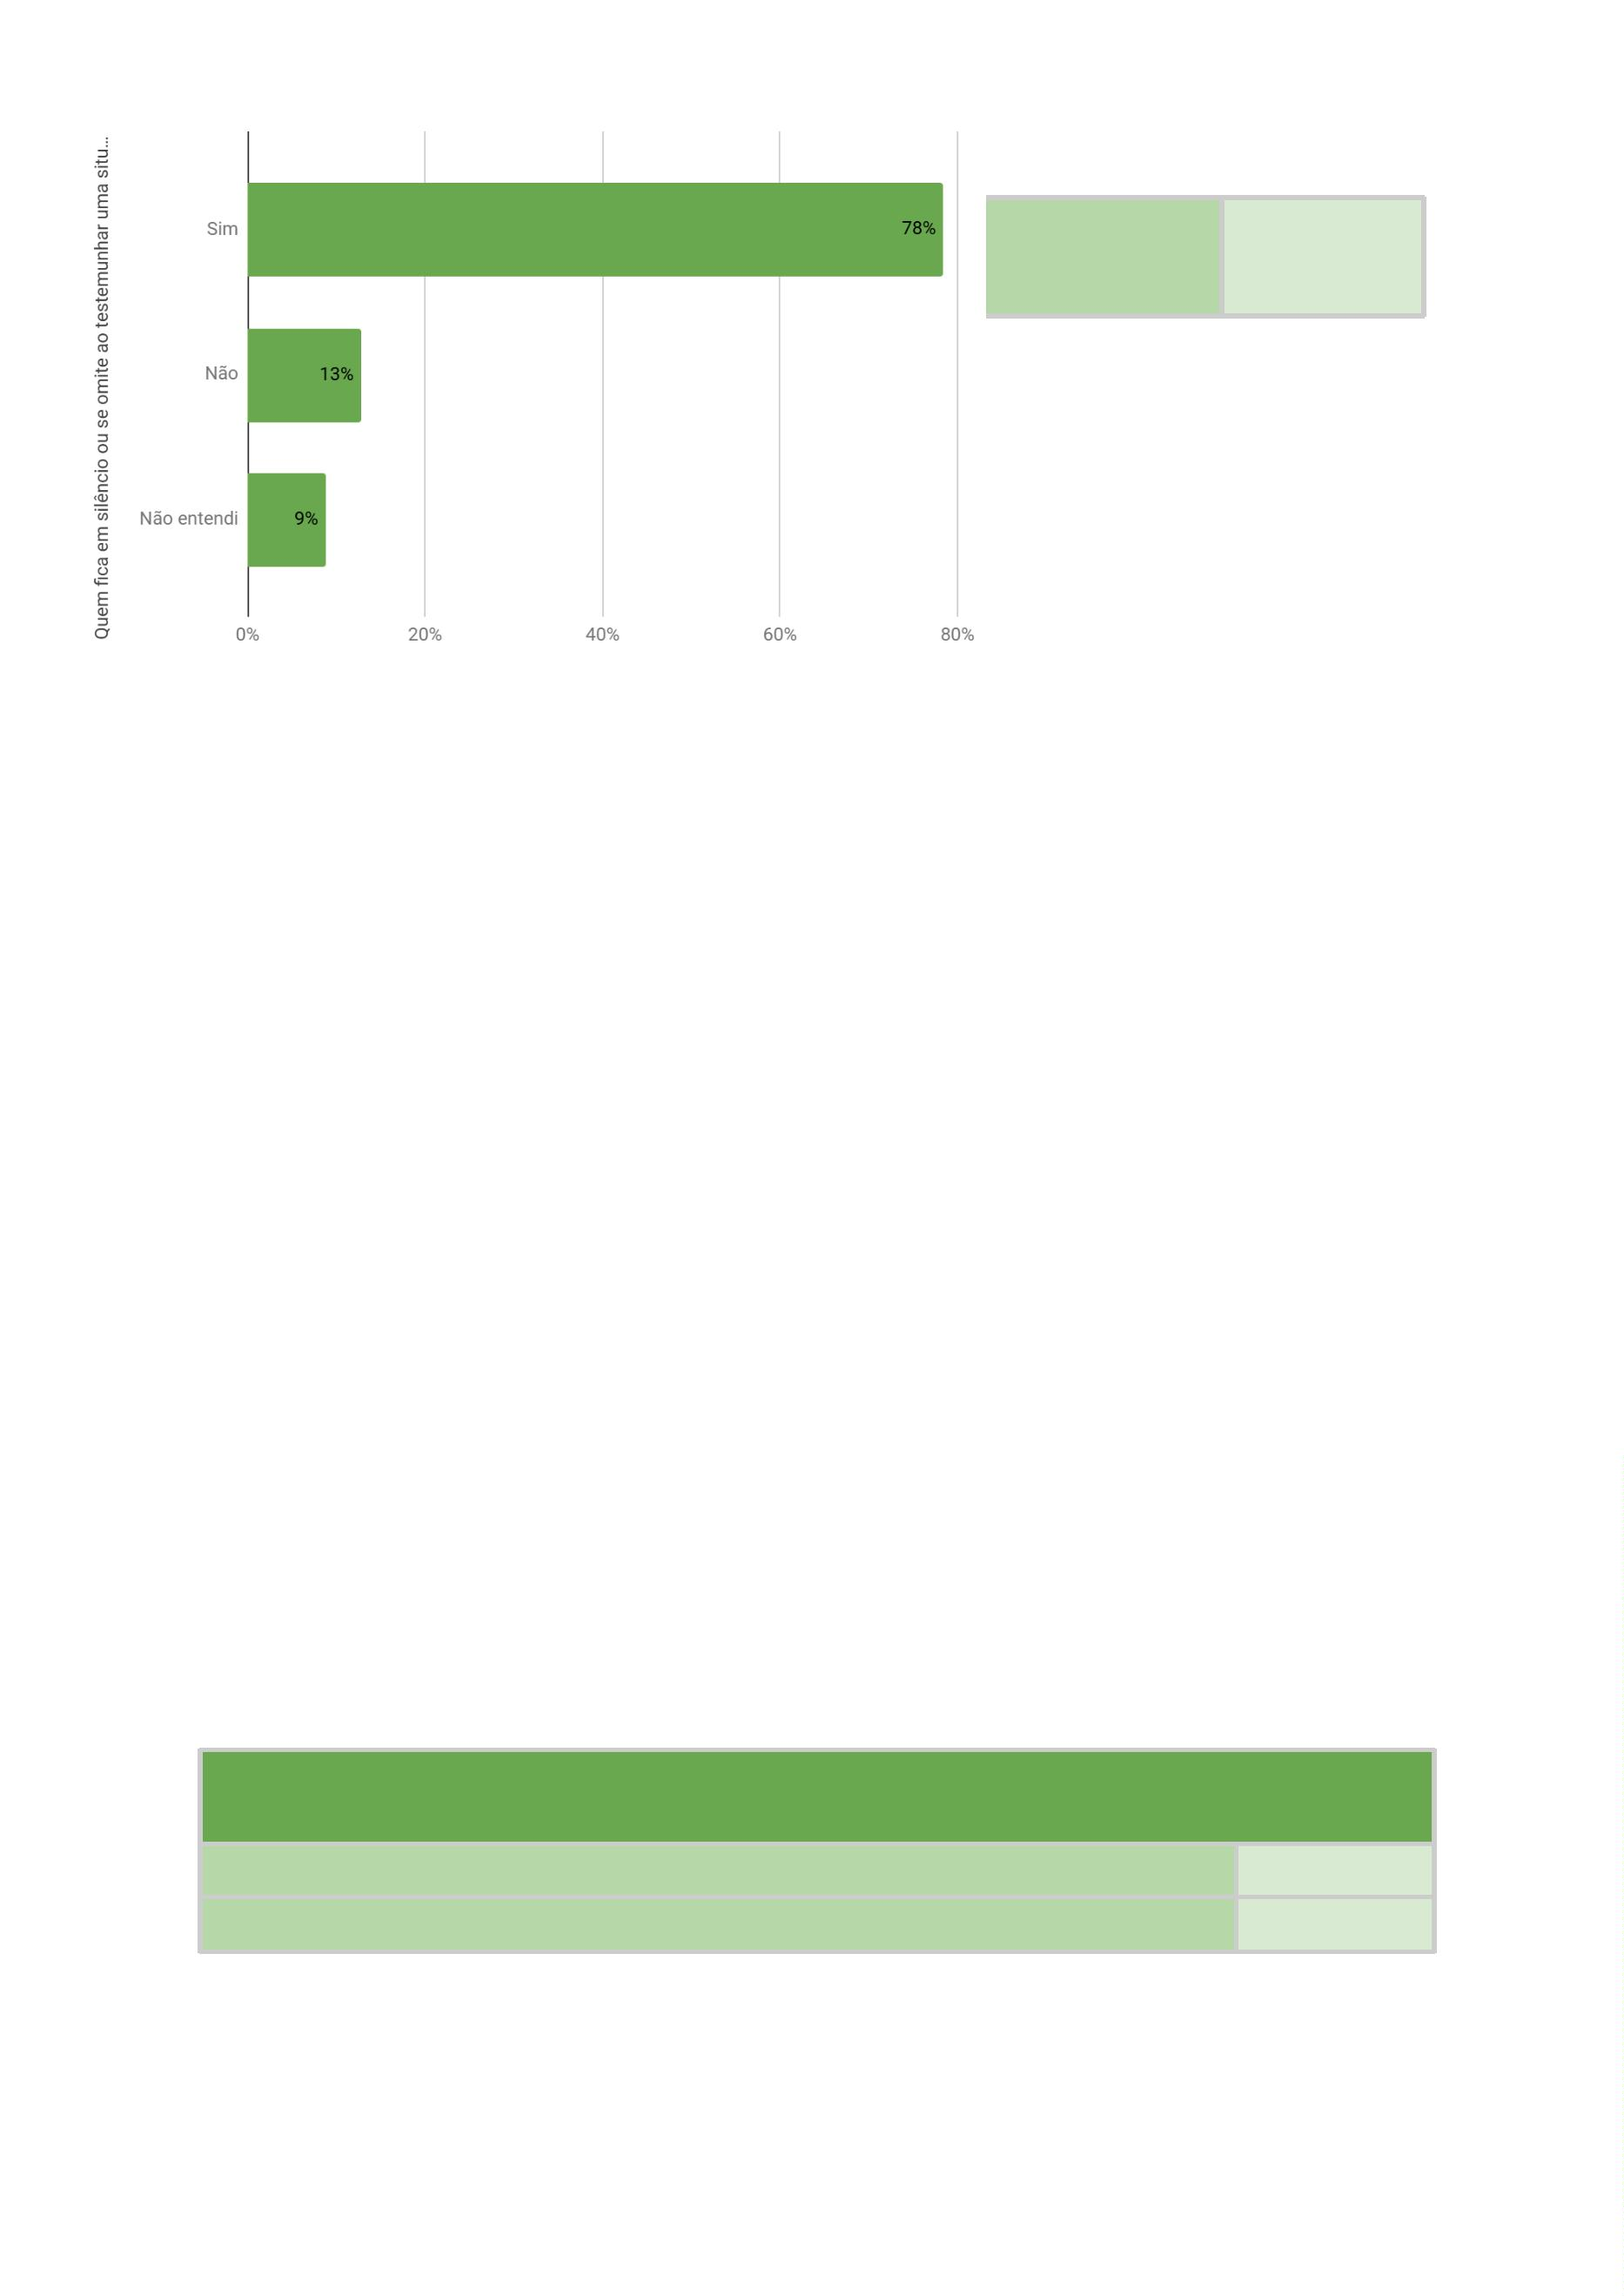 Quem fica em silêncio ou se omite ao testemunhar uma situ...
Sim
78%
Não
13%
Não entendi
9%
0% 20% 40% 60% 80%